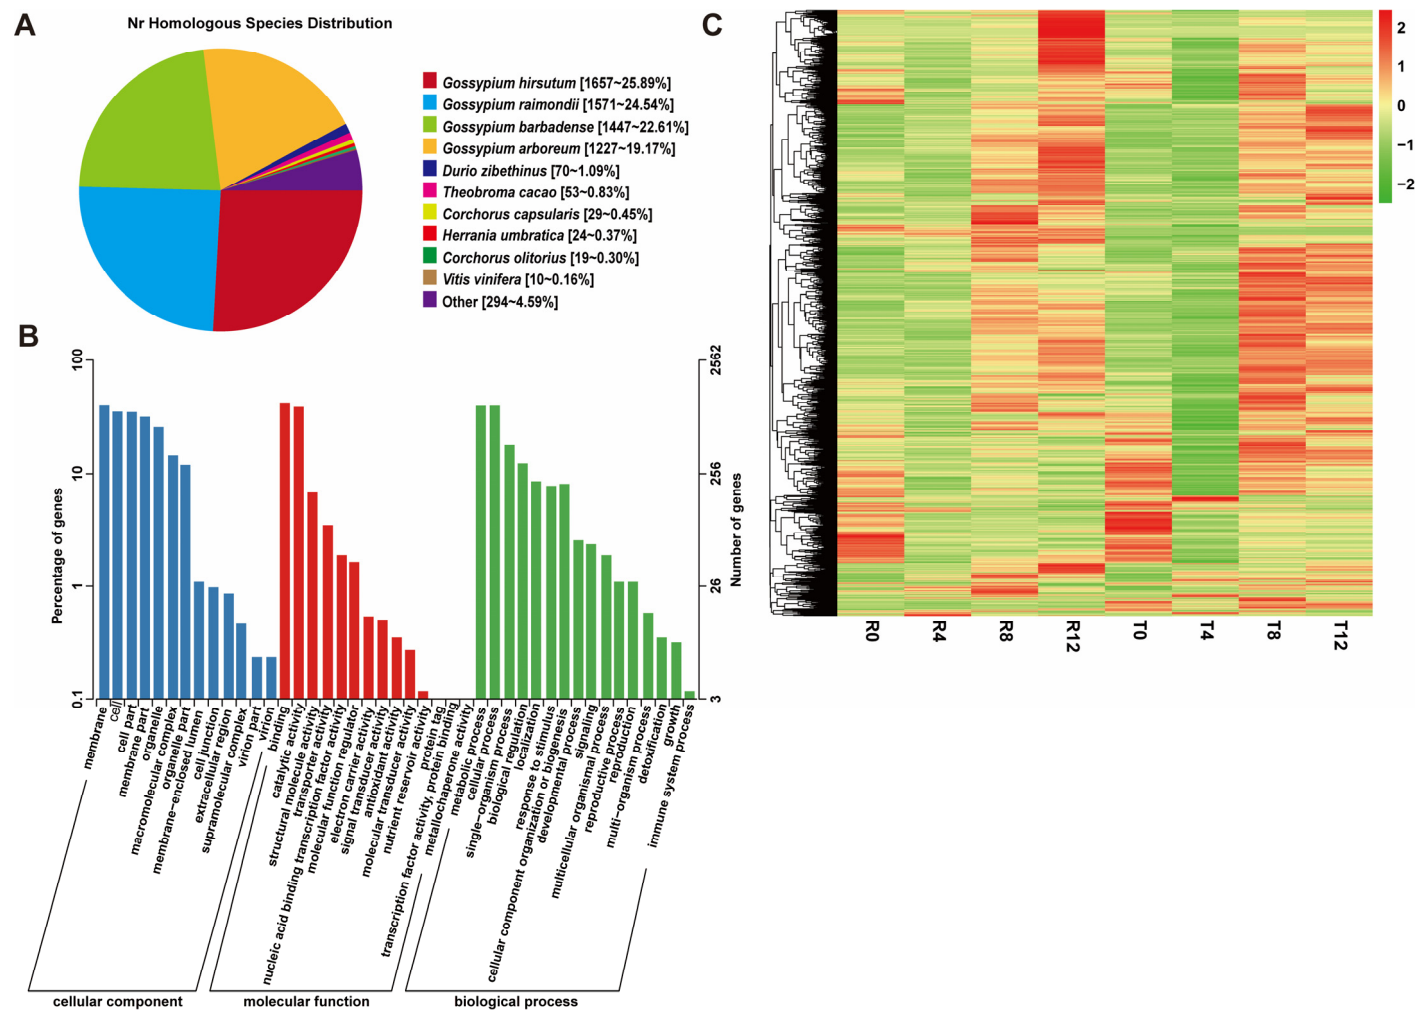 A
Nr Homologous Species Distribution
Gossypium hirsutum [1657~25.89%]
Gossypium raimondii [1571~24.54%]
Gossypium barbadense [1447~22.61%]
Gossypium arboreum [1227~19.17%]
Durio zibethinus [70~1.09%]
Theobroma cacao [53~0.83%]
Corchorus capsularis [29~0.45%]
Herrania umbratica [24~0.37%]
Corchorus olitorius [19~0.30%]
Vitis vinifera [10~0.16%]
Other [294~4.59%]
B
Percentage of genes
100
10
1
0.1
Number of genes
2562
256
26
3
membrane
cell
cell part
membrane part
organelle
macromolecular complex
organelle part
membrane−enclosed lumen
cell junction
extracellular region
supramolecular complex
virion part
virion
binding
catalytic activity
structural molecule activity
transporter activity
nucleic acid binding transcription factor activity
molecular function regulator
electron carrier activity
signal transducer activity
antioxidant activity
molecular transducer activity
nutrient reservoir activity
protein tag
transcription factor activity, protein binding
metallochaperone activity
metabolic process
cellular process
single−organism process
biological regulation
localization
response to stimulus
cellular component organization or biogenesis
developmental process
signaling
multicellular organismal process
reproductive process
reproduction
multi−organism process
detoxification
growth
immune system process
cellular component
molecular function
biological process
C
2
1
0
−1
−2
R0
R4
R8
R12
T0
T4
T8
T12